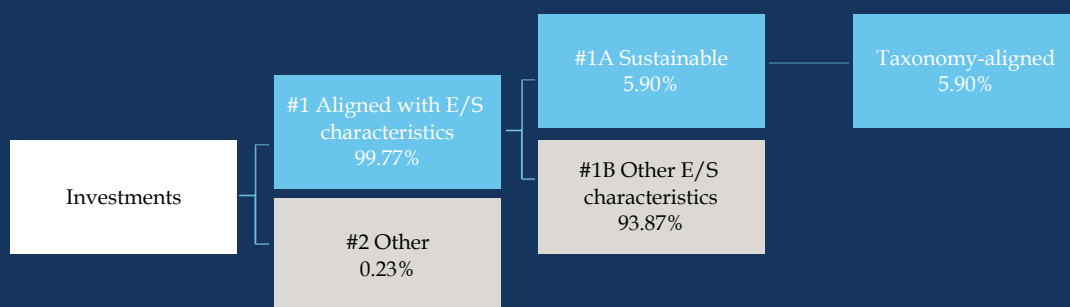 Investments
#1 Aligned with E/S
characteristics
99.77%
#2 Other
0.23%
#1A Sustainable
5.90%
#1B Other E/S
characteristics
93.87%
Taxonomy-aligned
5.90%